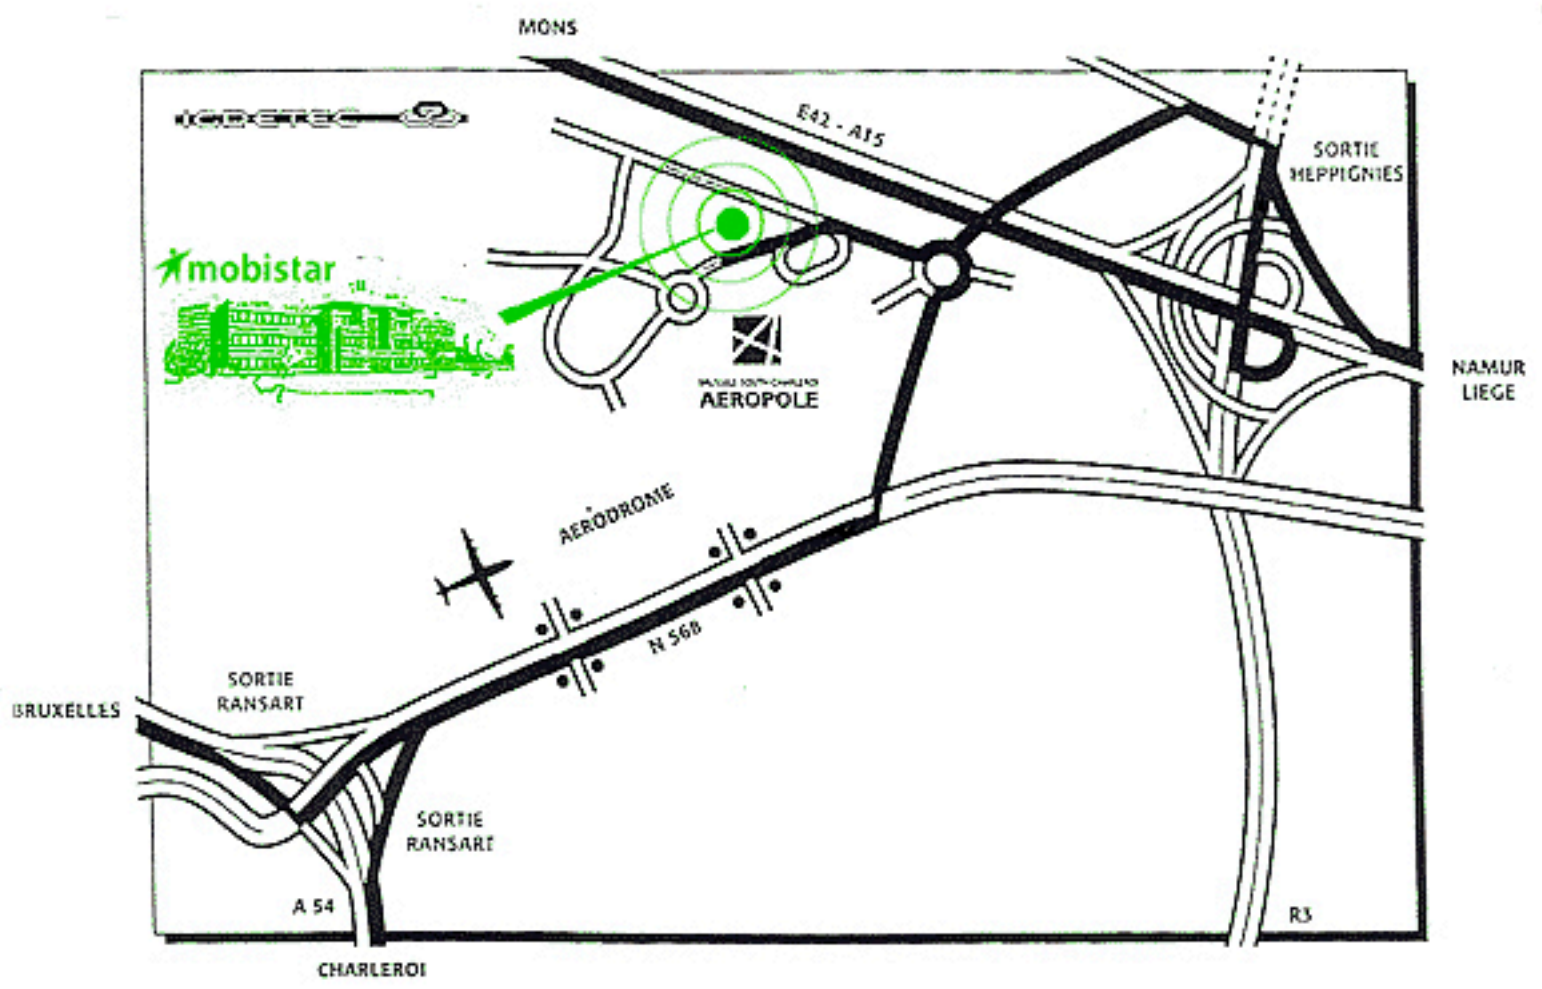 MONS
E42 - A15
SORTIE
HEPPIGNIES
mobistar
NAMUR
LIEGE
AEROPOLE
AERODROME
N 568
SORTIE
RANSART
BRUXELLES
SORTIE
RANSART
A 54
R3
CHARLEROI